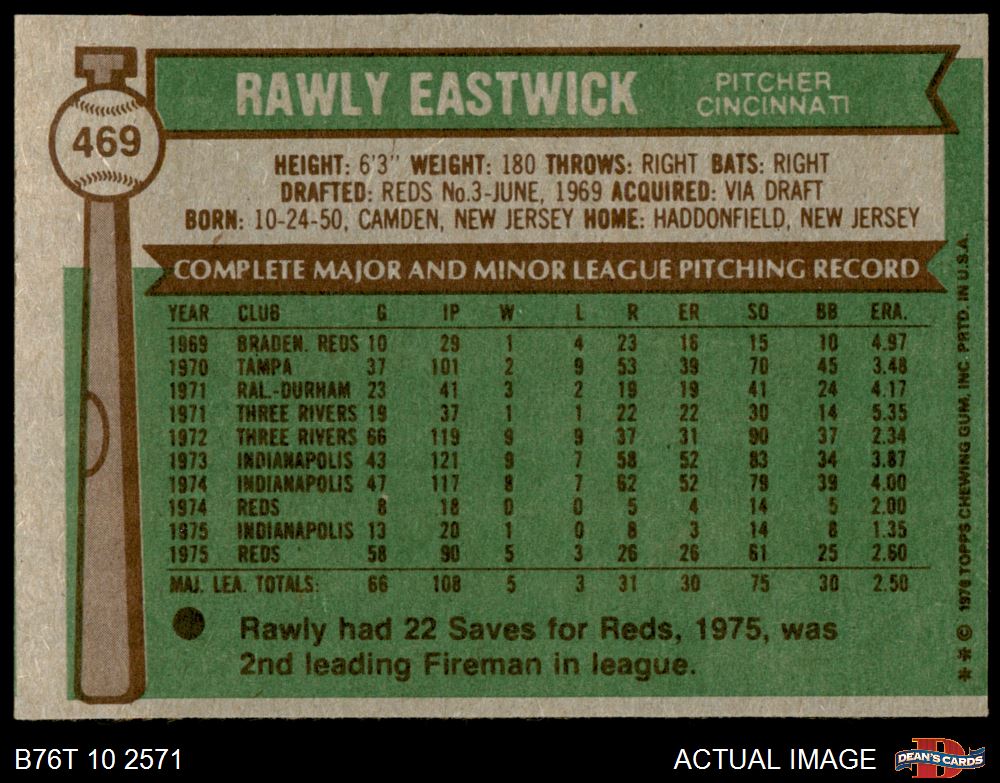 469
RAWLY EASTWICK
PITCHER
CINCINNATI
HEIGHT: 6'3" WEIGHT: 180 THROWS: RIGHT BATS: RIGHT
DRAFTED: REDS No.3-JUNE, 1969 ACQUIRED: VIA DRAFT
BORN: 10-24-50, CAMDEN, NEW JERSEY HOME: HADDONFIELD, NEW JERSEY
COMPLETE MAJOR AND MINOR LEAGUE PITCHING RECORD
YEAR CLUB G IP W L R ER SO BB ERA.
1969 BRADEN. REDS 10 29 1 4 23 16 15 10 4.97
1970 TAMPA 37 101 2 9 53 39 70 45 3.48
1971 RAL.-DURHAM 23 41 3 2 19 19 41 24 4.17
1971 THREE RIVERS 19 37 1 1 22 22 30 14 5.35
1972 THREE RIVERS 66 119 9 9 37 31 90 37 2.34
1973 INDIANAPOLIS 43 121 9 7 58 52 83 34 3.87
1974 INDIANAPOLIS 47 117 8 7 62 52 79 39 4.00
1974 REDS 8 18 0 0 5 4 14 5 2.00
1975 INDIANAPOLIS 13 20 1 0 8 3 14 8 1.35
1975 REDS 58 90 5 3 26 26 61 25 2.60
MAJ. LEA. TOTALS: 66 108 5 3 31 30 75 30 2.50
Rawly had 22 Saves for Reds, 1975, was
2nd leading Fireman in league.
** © 1976 TOPPS CHEWING GUM, INC. PRTD. IN U.S.A.
B76T 10 2571
ACTUAL IMAGE
DEAN'S CARDS